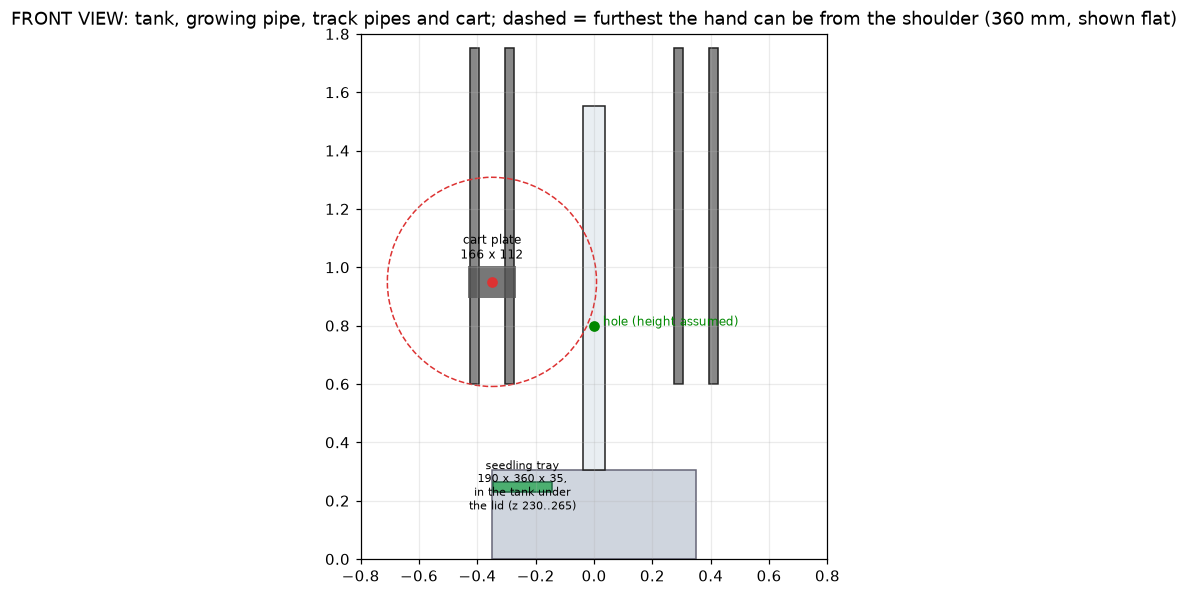 FRONT VIEW: tank, growing pipe, track pipes and cart; dashed = furthest the hand can be from the shoulder (360 mm, shown flat)
1.8
1.6
1.4
1.2
1.0
0.8
0.6
0.4
0.2
0.0
cart plate
166 x 112
hole (height assumed)
seedling tray
190 x 360 x 35,
in the tank under
the lid (z 230..265)
−0.8
−0.6
−0.4
−0.2
0.0
0.2
0.4
0.6
0.8